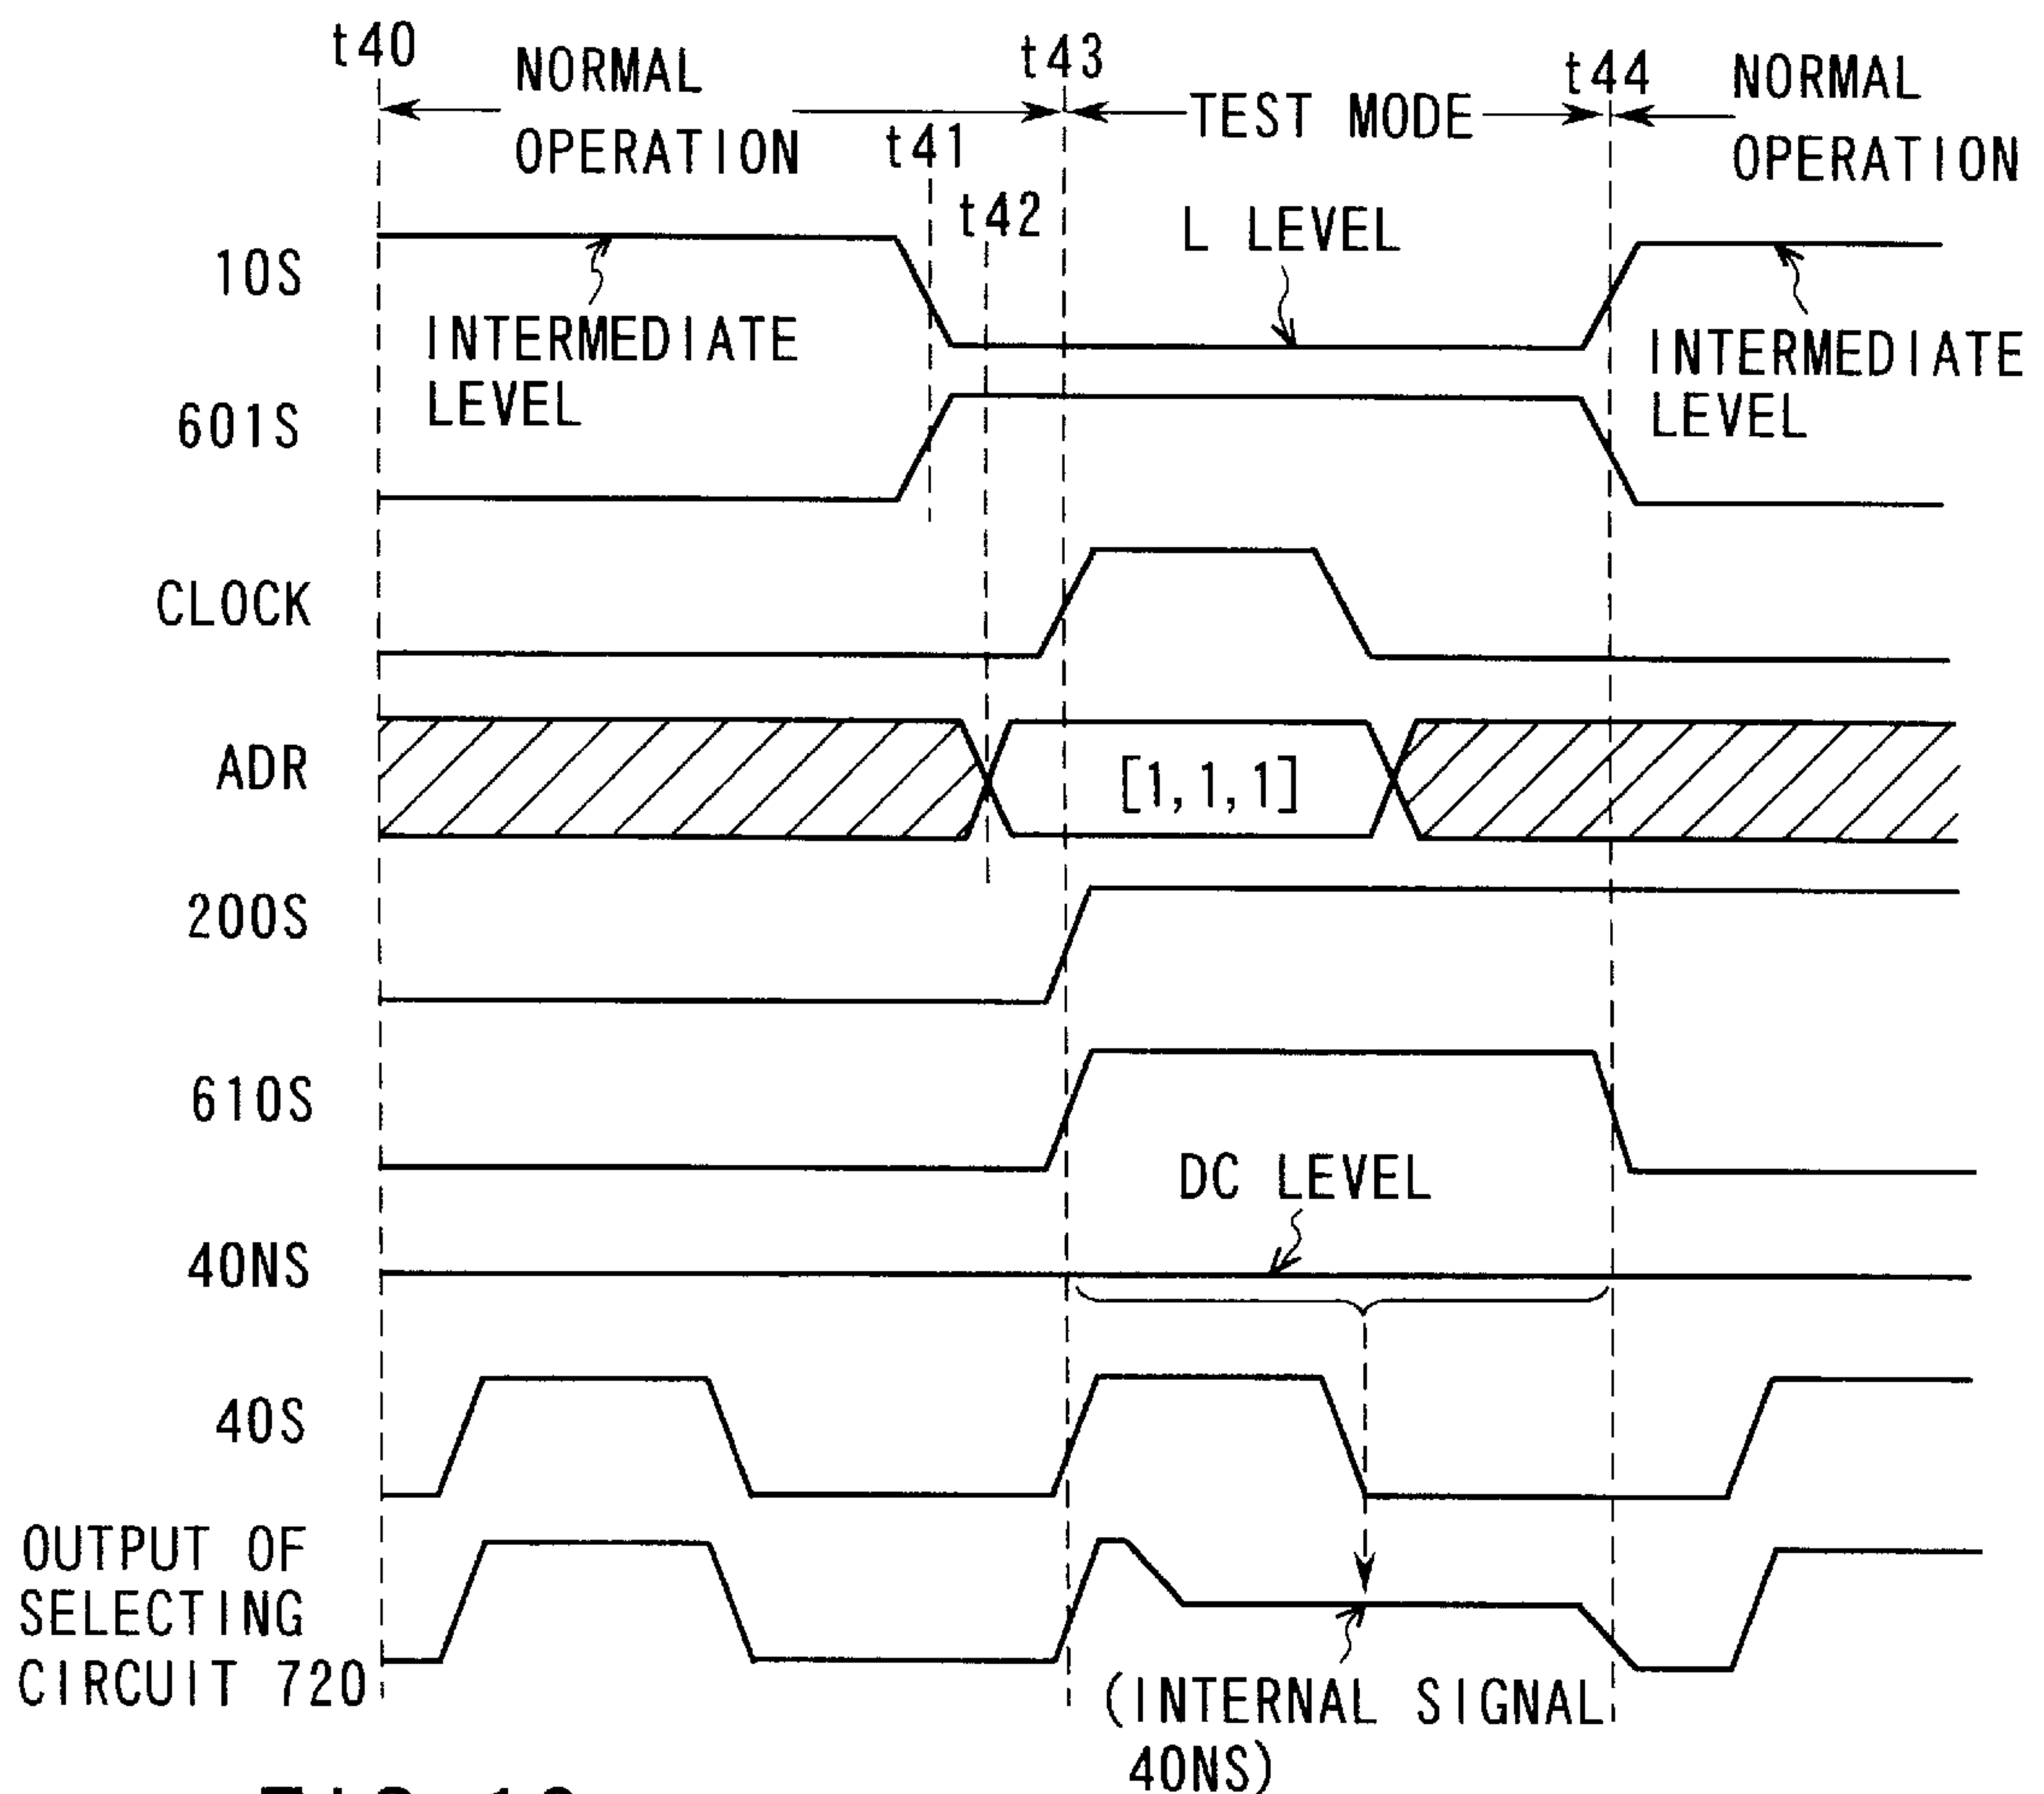 t40
NORMAL
OPERATION
t41
t42
t43
TEST MODE
t44
NORMAL
OPERATION
10S
INTERMEDIATE
LEVEL
L LEVEL
INTERMEDIATE
LEVEL
601S
CLOCK
ADR
[1,1,1]
200S
610S
DC LEVEL
40NS
40S
OUTPUT OF
SELECTING
CIRCUIT 720
(INTERNAL SIGNAL
40NS)